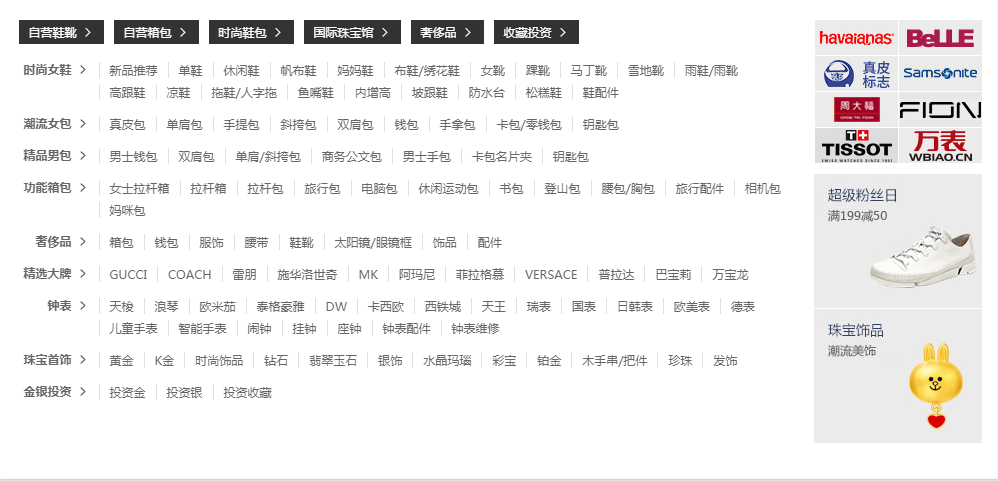 自营鞋靴 > 自营箱包 > 时尚鞋包 > 国际珠宝馆 > 奢侈品 > 收藏投资 >
时尚女鞋 > 新品推荐 单鞋 休闲鞋 帆布鞋 妈妈鞋 布鞋/绣花鞋 女靴 踝靴 马丁靴 雪地靴 雨鞋/雨靴
高跟鞋 凉鞋 拖鞋/人字拖 鱼嘴鞋 内增高 坡跟鞋 防水台 松糕鞋 鞋配件
潮流女包 > 真皮包 单肩包 手提包 斜挎包 双肩包 钱包 手拿包 卡包/零钱包 钥匙包
精品男包 > 男士钱包 双肩包 单肩/斜挎包 商务公文包 男士手包 卡包名片夹 钥匙包
功能箱包 > 女士拉杆箱 拉杆箱 拉杆包 旅行包 电脑包 休闲运动包 书包 登山包 腰包/胸包 旅行配件 相机包
妈咪包
奢侈品 > 箱包 钱包 服饰 腰带 鞋靴 太阳镜/眼镜框 饰品 配件
精选大牌 > GUCCI COACH 雷朋 施华洛世奇 MK 阿玛尼 菲拉格慕 VERSACE 普拉达 巴宝莉 万宝龙
钟表 > 天梭 浪琴 欧米茄 泰格豪雅 DW 卡西欧 西铁城 天王 瑞表 国表 日韩表 欧美表 德表
儿童手表 智能手表 闹钟 挂钟 座钟 钟表配件 钟表维修
珠宝首饰 > 黄金 K金 时尚饰品 钻石 翡翠玉石 银饰 水晶玛瑙 彩宝 铂金 木手串/把件 珍珠 发饰
金银投资 > 投资金 投资银 投资收藏
havaianas BeLLE
真皮
标志 Samsonite
周大福
CHOW TAI FOOK FION
TISSOT
SWISS WATCHES SINCE 1853
万表
WBIAO.CN
超级粉丝日
满199减50
珠宝饰品
潮流美饰